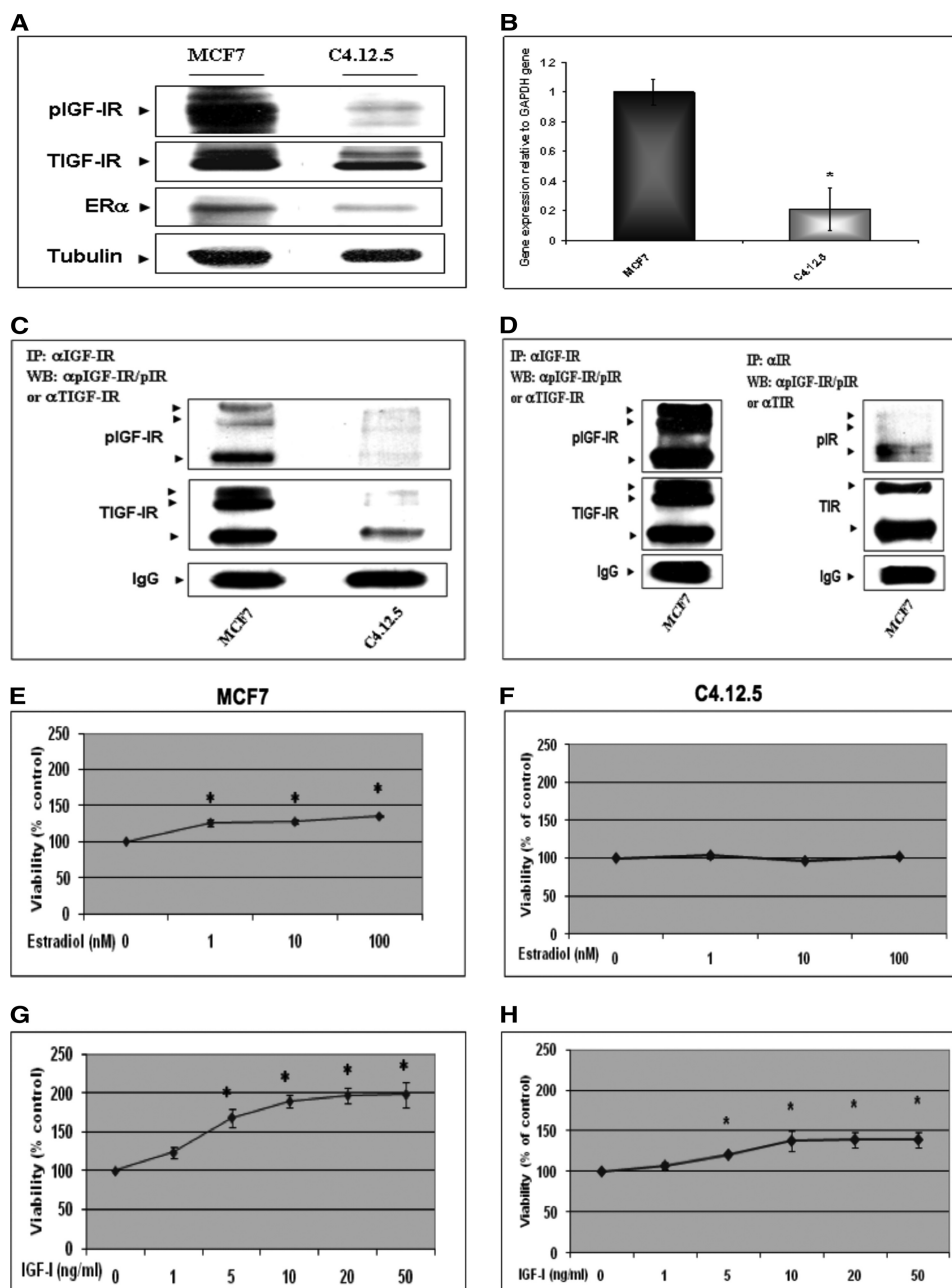 A
MCF7 C4.12.5
pIGF-IR
TIGF-IR
ERα
Tubulin
B
Gene expression relative to GAPDH gene
1.2
1
0.8
0.6
0.4
0.2
0
*
MCF7
C4.12.5
C
IP: αIGF-IR
WB: αpIGF-IR/pIR
or αTIGF-IR
pIGF-IR
TIGF-IR
IgG
MCF7
C4.12.5
D
IP: αIGF-IR
WB: αpIGF-IR/pIR
or αTIGF-IR
pIGF-IR
TIGF-IR
IgG
MCF7
IP: αIR
WB: αpIGF-IR/pIR
or αTIR
pIR
TIR
IgG
MCF7
E
MCF7
Viability (% control)
250
200
150
100
50
0
* * *
Estradiol (nM) 0 1 10 100
F
C4.12.5
Viability (% of control)
250
200
150
100
50
0
Estradiol (nM) 0 1 10 100
G
Viability (% control)
250
200
150
100
50
0
* * * *
IGF-I (ng/ml) 0 1 5 10 20 50
H
Viability (% of control)
250
200
150
100
50
0
* * * *
IGF-I (ng/ml) 0 1 5 10 20 50